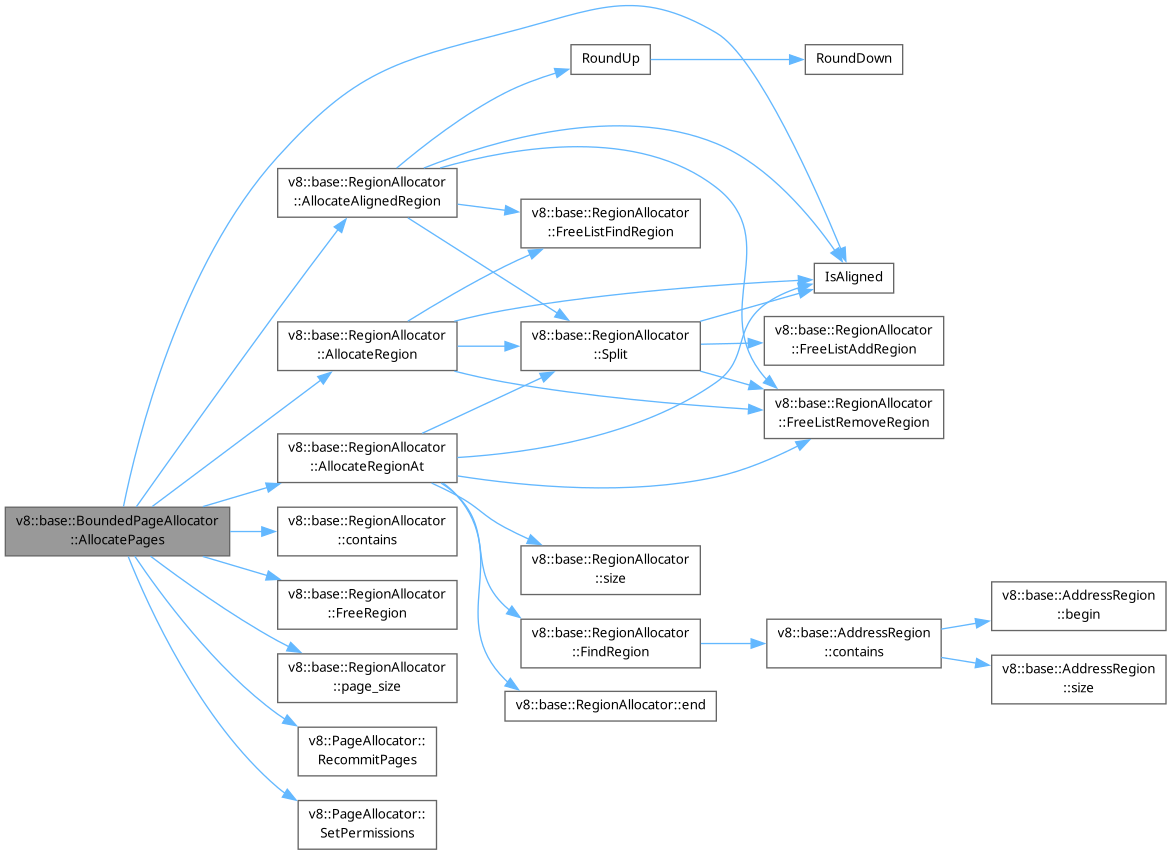 RoundUp
RoundDown
v8::base::RegionAllocator
::AllocateAlignedRegion
v8::base::RegionAllocator
::FreeListFindRegion
IsAligned
v8::base::RegionAllocator
::AllocateRegion
v8::base::RegionAllocator
::Split
v8::base::RegionAllocator
::FreeListAddRegion
v8::base::RegionAllocator
::FreeListRemoveRegion
v8::base::RegionAllocator
::AllocateRegionAt
v8::base::BoundedPageAllocator
::AllocatePages
v8::base::RegionAllocator
::contains
v8::base::RegionAllocator
::size
v8::base::RegionAllocator
::FreeRegion
v8::base::AddressRegion
::begin
v8::base::RegionAllocator
::FindRegion
v8::base::AddressRegion
::contains
v8::base::RegionAllocator
::page_size
v8::base::AddressRegion
::size
v8::base::RegionAllocator::end
v8::PageAllocator::
RecommitPages
v8::PageAllocator::
SetPermissions